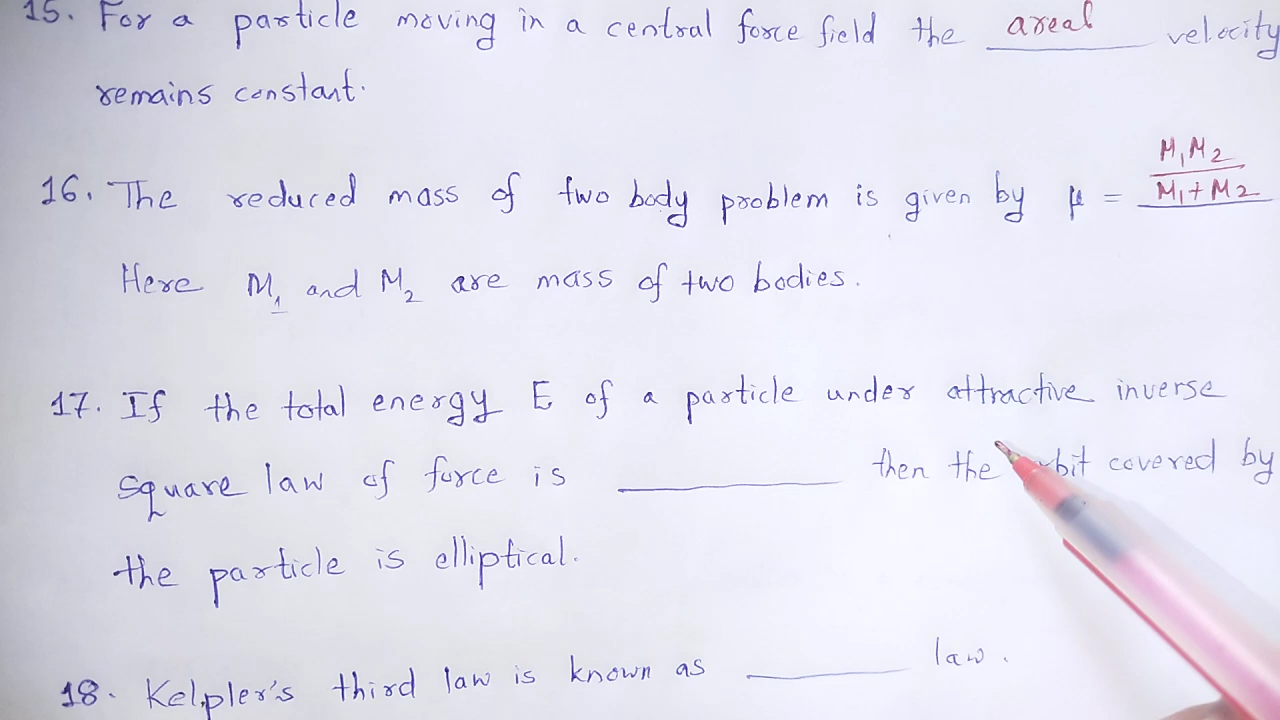 15. For a particle moving in a central force field the areal velocity
remains constant.
16. The reduced mass of two body problem is given by μ = M1M2 / M1+M2
Here M1 and M2 are mass of two bodies.
17. If the total energy E of a particle under attractive inverse
square law of force is ________ then the orbit covered by
the particle is elliptical.
18. Kelpler's third law is known as ________ law.